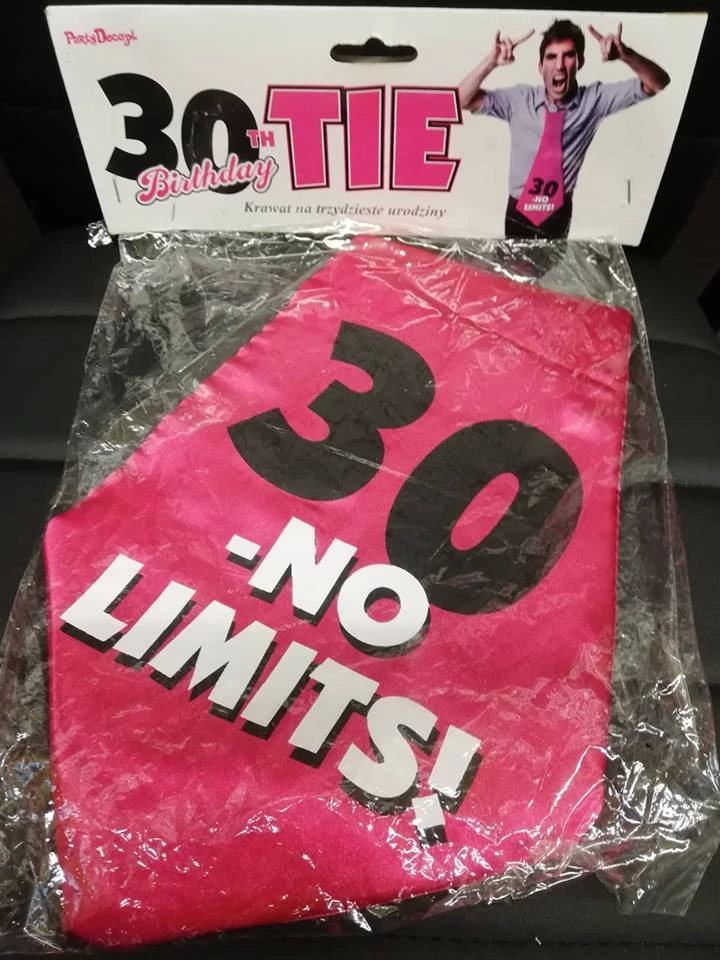 PartyDeco.pl
30TH TIE
Birthday
Krawat na trzydzieste urodziny
30
-NO
LIMITS!
30
-NO
LIMITS!